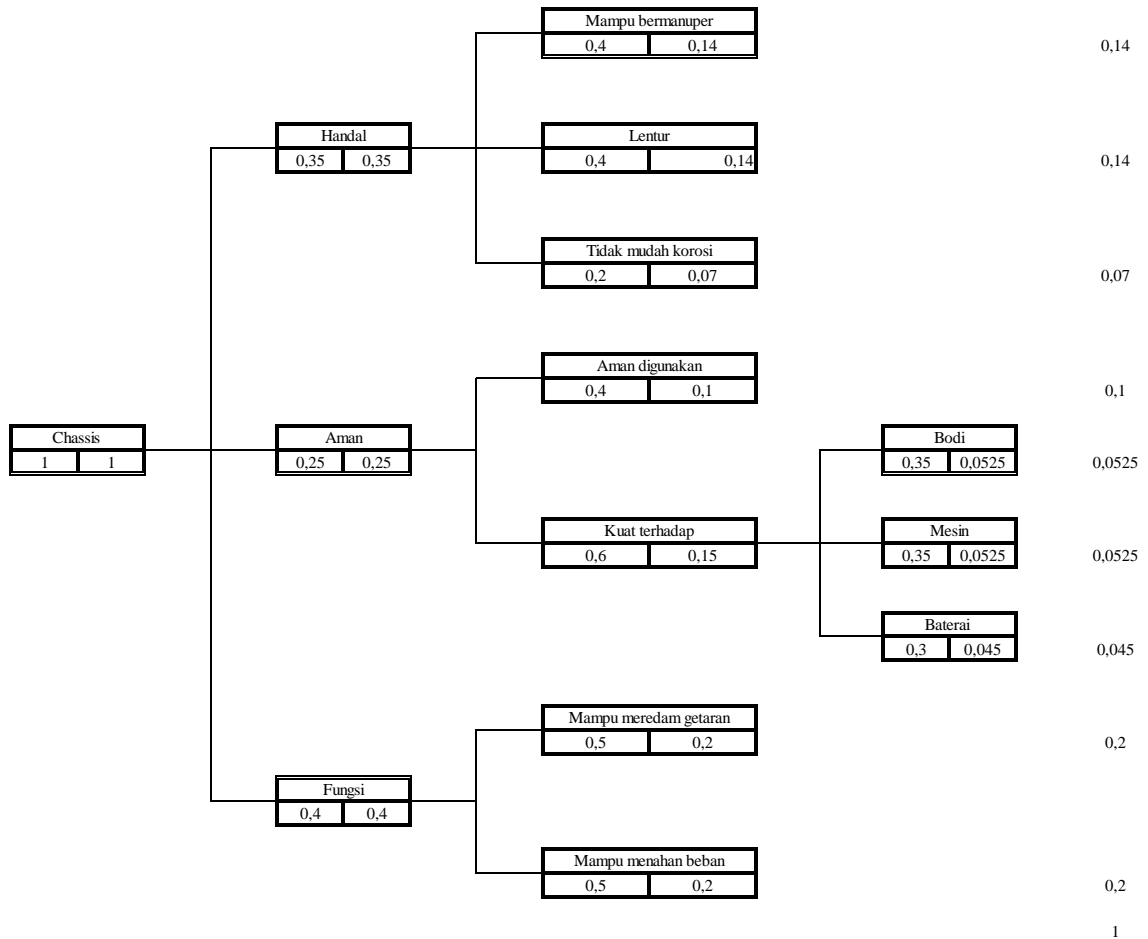 Mampu bermanuper
0,4 0,14 0,14
Handal Lentur
0,35 0,35 0,4 0,14 0,14
Tidak mudah korosi
0,2 0,07 0,07
Aman digunakan
0,4 0,1 0,1
Chassis Aman Bodi
1 1 0,25 0,25 0,35 0,0525 0,0525
Kuat terhadap Mesin
0,6 0,15 0,35 0,0525 0,0525
Baterai
0,3 0,045 0,045
Mampu meredam getaran
0,5 0,2 0,2
Fungsi
0,4 0,4
Mampu menahan beban
0,5 0,2 0,2
1